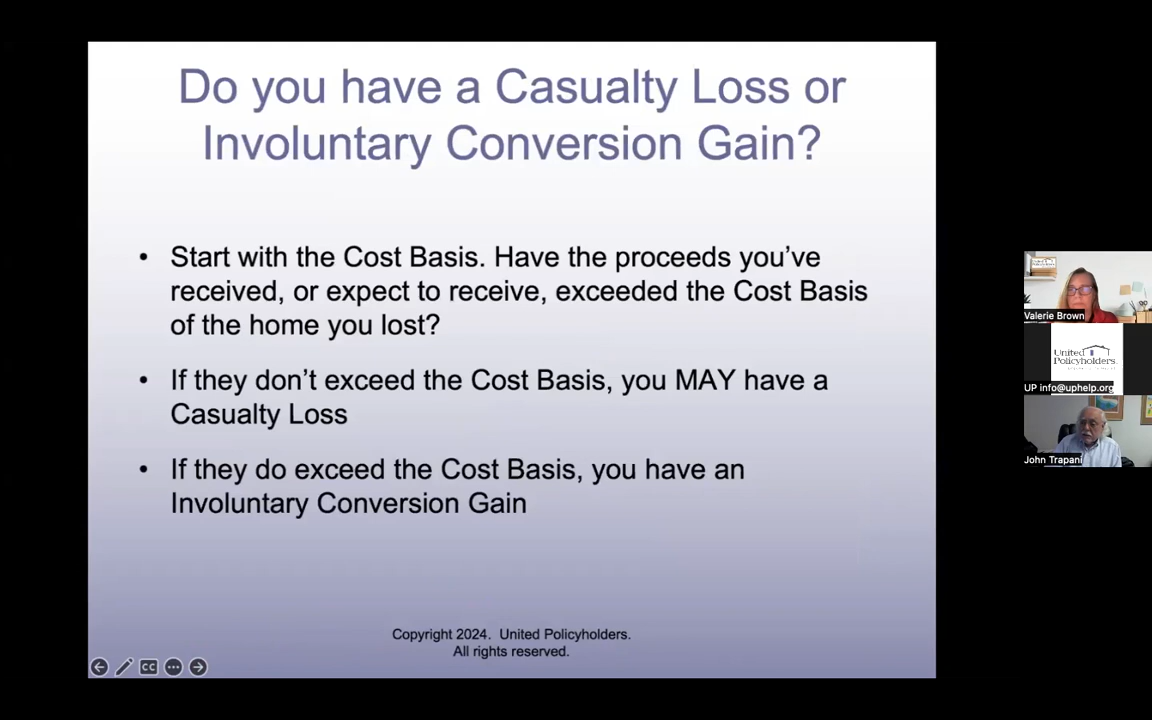 Do you have a Casualty Loss or
Involuntary Conversion Gain?
• Start with the Cost Basis. Have the proceeds you’ve
received, or expect to receive, exceeded the Cost Basis
of the home you lost?
• If they don’t exceed the Cost Basis, you MAY have a
Casualty Loss
• If they do exceed the Cost Basis, you have an
Involuntary Conversion Gain
Copyright 2024. United Policyholders.
All rights reserved.
CC
Valerie Brown
United
Policyholders.
UP info@uphelp.org
John Trapani